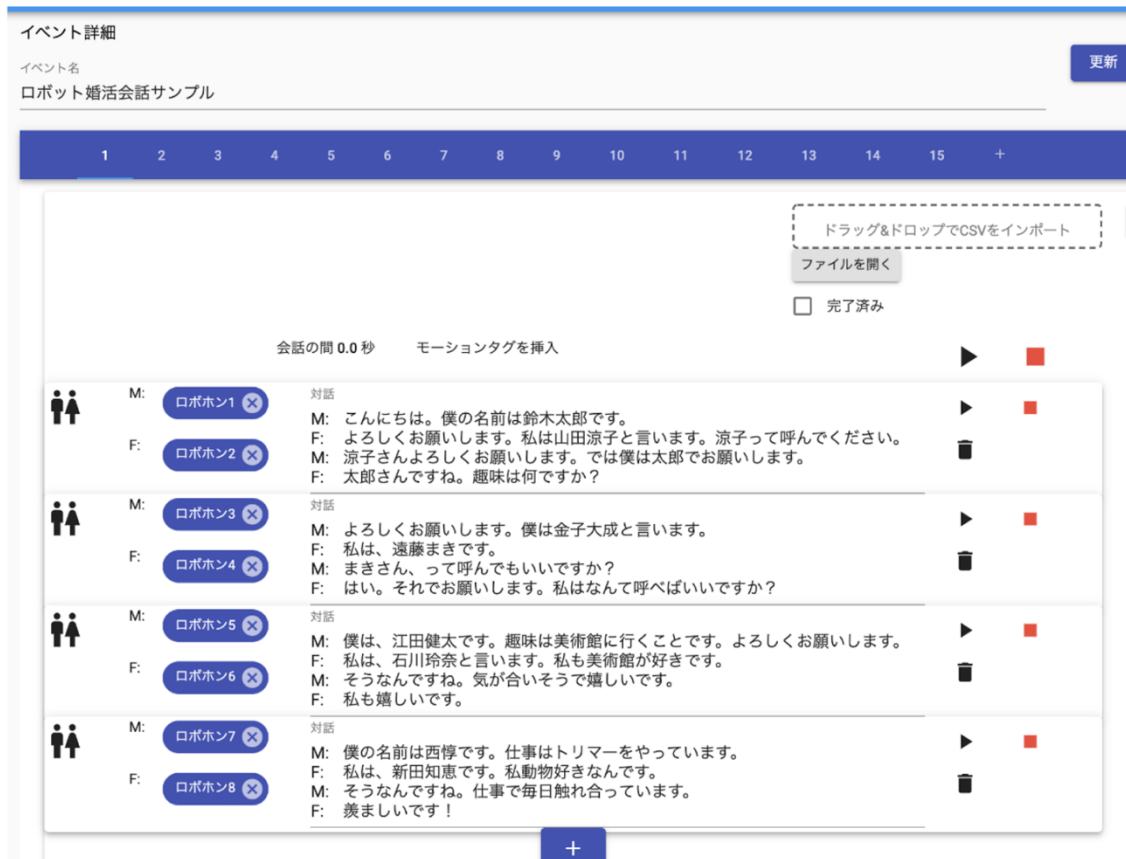 イベント詳細
イベント名
ロボット婚活会話サンプル
更新
1 2 3 4 5 6 7 8 9 10 11 12 13 14 15 +
ドラッグ&ドロップでCSVをインポート
ファイルを開く
完了済み
会話の間 0.0 秒 モーションタグを挿入
M: ロボホン1
F: ロボホン2
対話
M: こんにちは。僕の名前は鈴木太郎です。
F: よろしくお願いします。私は山田涼子と言います。涼子って呼んでください。
M: 涼子さんよろしくお願いします。では僕は太郎でお願いします。
F: 太郎さんですね。趣味は何ですか？
M: ロボホン3
F: ロボホン4
対話
M: よろしくお願いします。僕は金子大成と言います。
F: 私は、遠藤まきです。
M: まきさん、って呼んでもいいですか？
F: はい。それでお願いします。私はなんて呼べばいいですか？
M: ロボホン5
F: ロボホン6
対話
M: 僕は、江田健太です。趣味は美術館に行くことです。よろしくお願いします。
F: 私は、石川玲奈と言います。私も美術館が好きです。
M: そうなんですね。気が合いそうで嬉しいです。
F: 私も嬉しいです。
M: ロボホン7
F: ロボホン8
対話
M: 僕の名前は西惇です。仕事はトリマーをやっています。
F: 私は、新田知恵です。私動物好きなんです。
M: そうなんですね。仕事で毎日触れ合っています。
F: 羨ましいです！
+